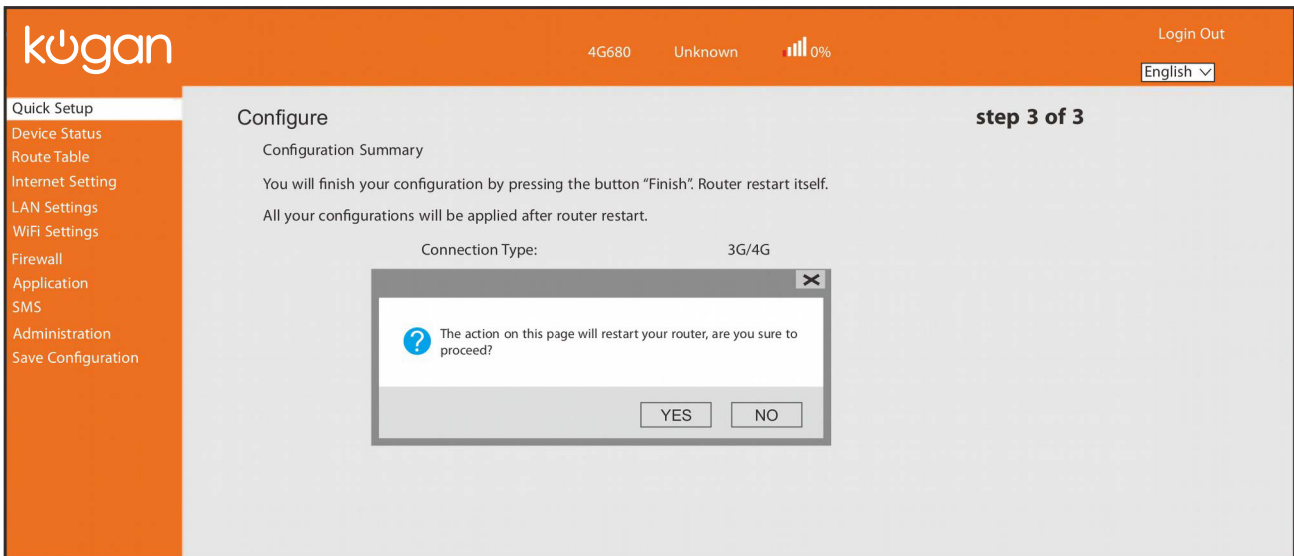 kogan
4G680 Unknown 0%
Login Out
English
Quick Setup
Device Status
Route Table
Internet Setting
LAN Settings
WiFi Settings
Firewall
Application
SMS
Administration
Save Configuration
Configure
step 3 of 3
Configuration Summary
You will finish your configuration by pressing the button “Finish”. Router restart itself.
All your configurations will be applied after router restart.
Connection Type: 3G/4G
The action on this page will restart your router, are you sure to
proceed?
YES NO